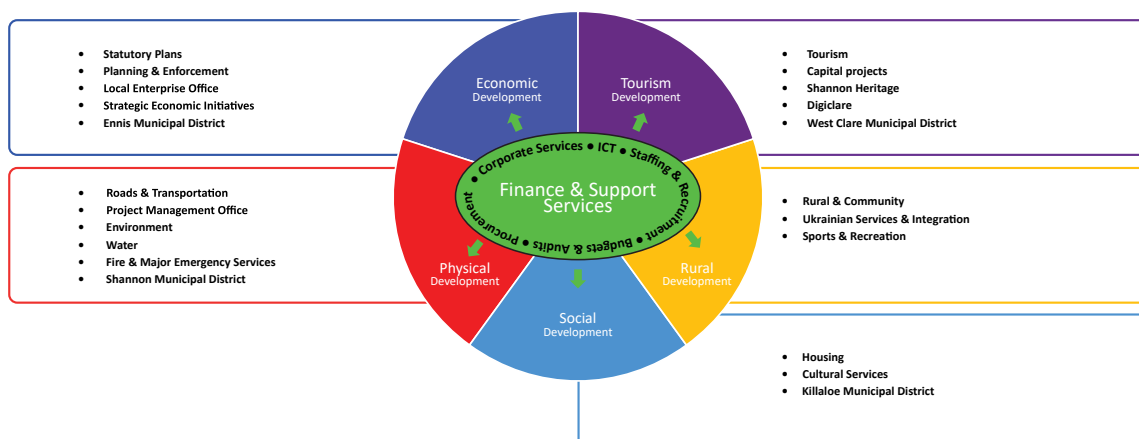 • Statutory Plans
• Planning & Enforcement
• Local Enterprise Office
• Strategic Economic Initiatives
• Ennis Municipal District
Economic
Development
Tourism
Development
• Tourism
• Capital projects
• Shannon Heritage
• Digiclare
• West Clare Municipal District
• Corporate Services • ICT • Staffing & Recruitment • Budgets & Audits • Procurement
Finance & Support
Services
• Roads & Transportation
• Project Management Office
• Environment
• Water
• Fire & Major Emergency Services
• Shannon Municipal District
Physical
Development
Rural
Development
• Rural & Community
• Ukrainian Services & Integration
• Sports & Recreation
Social
Development
• Housing
• Cultural Services
• Killaloe Municipal District